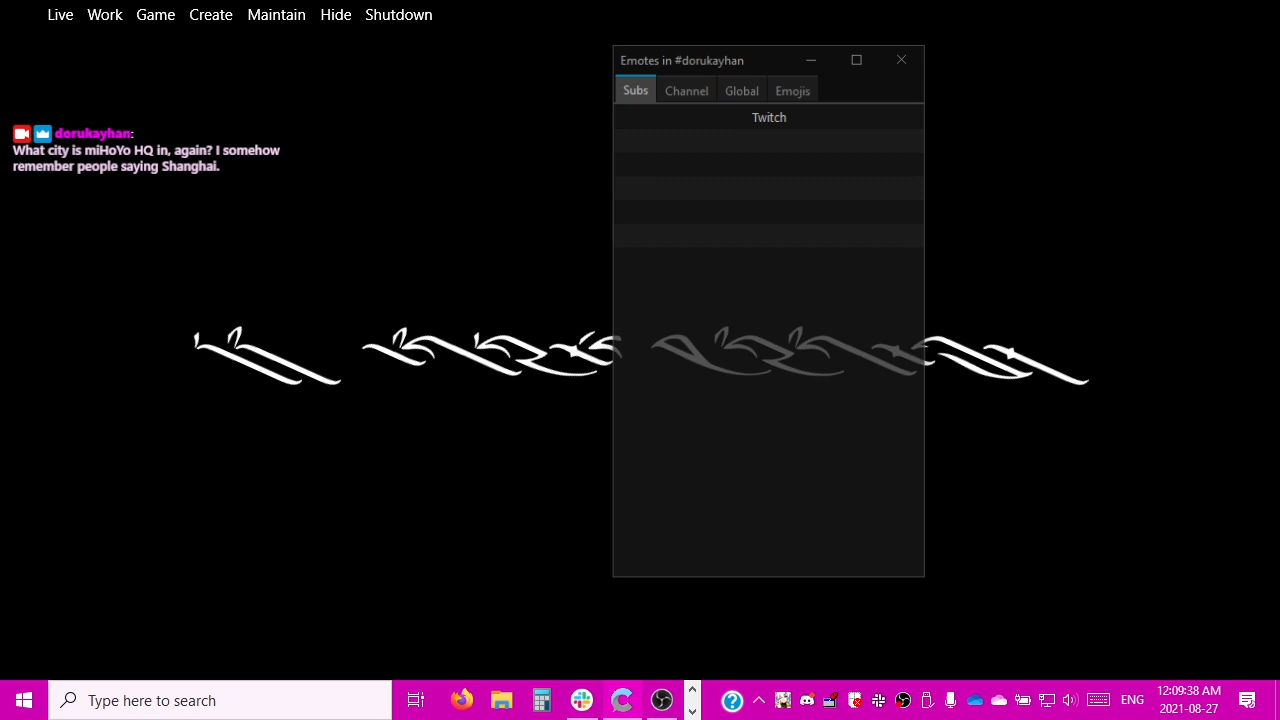 Live Work Game Create Maintain Hide Shutdown
Emotes in #dorukayhan
Subs Channel Global Emojis
Twitch
dorukayhan:
What city is miHoYo HQ in, again? I somehow
remember people saying Shanghai.
Type here to search
ENG
12:09:38 AM
2021-08-27